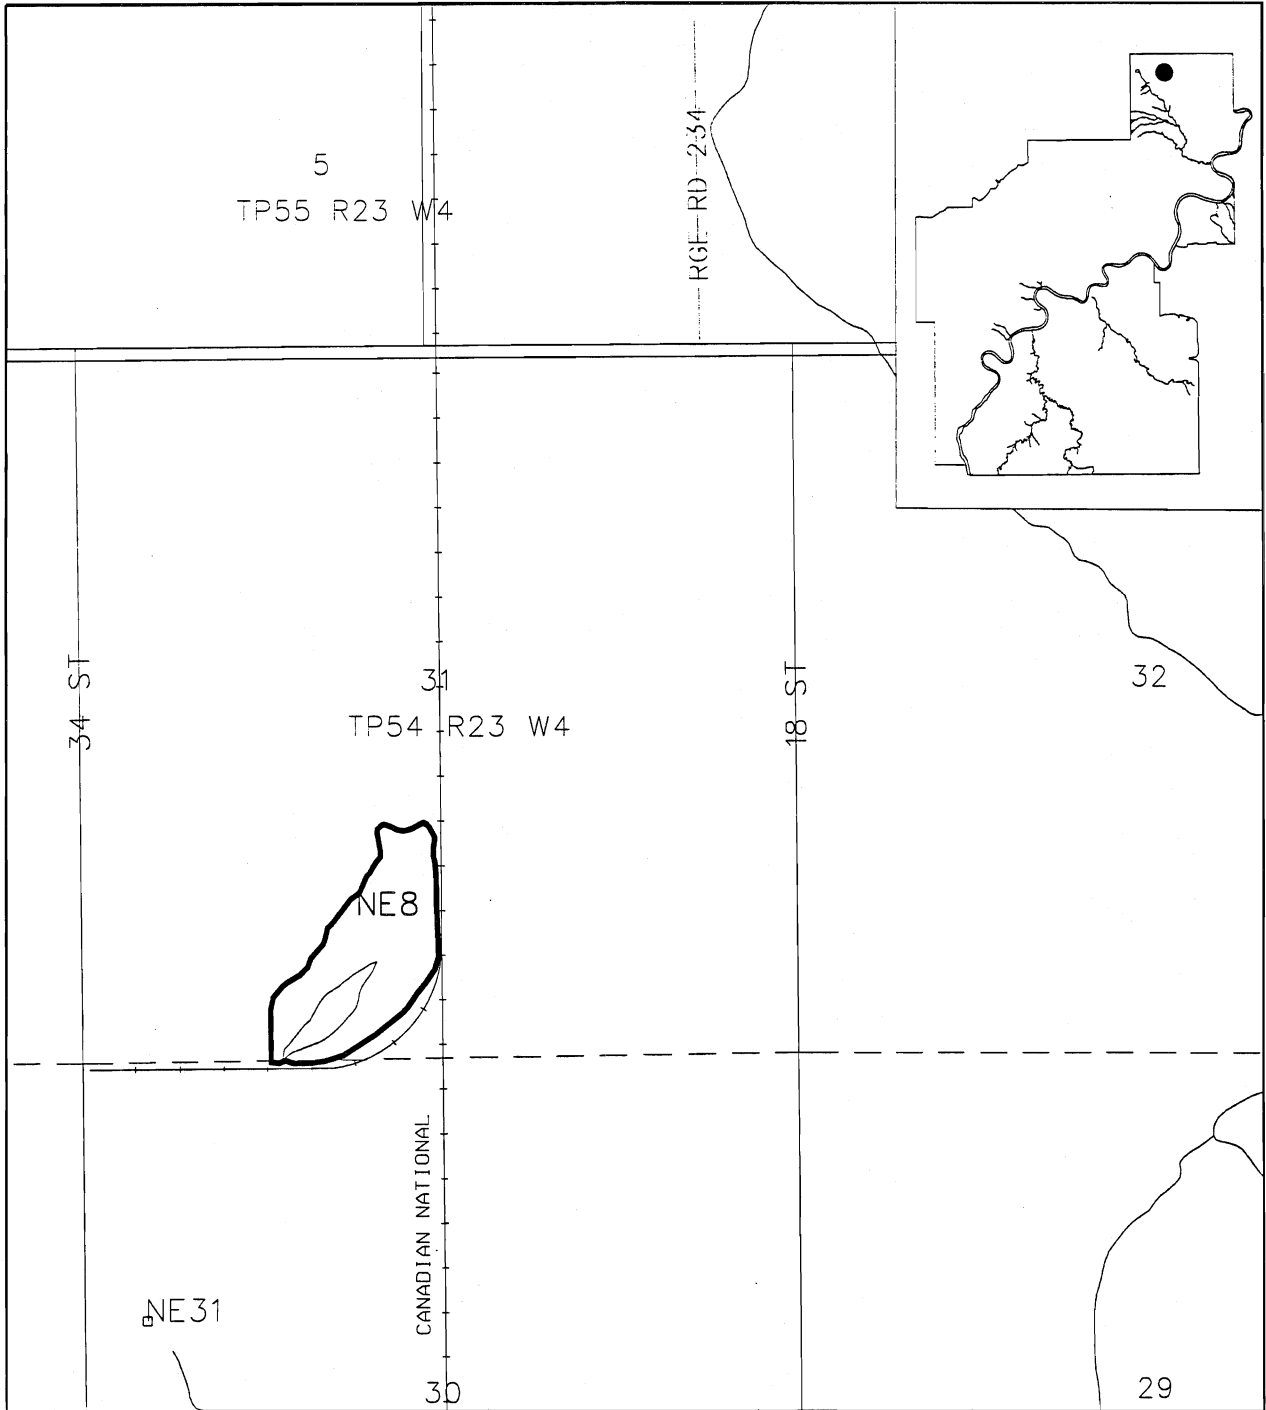 5
TP55 R23 W4
RGE RD 234
34 ST
31
TP54 R23 W4
18 ST
32
NE8
CANADIAN NATIONAL
NE31
30
29